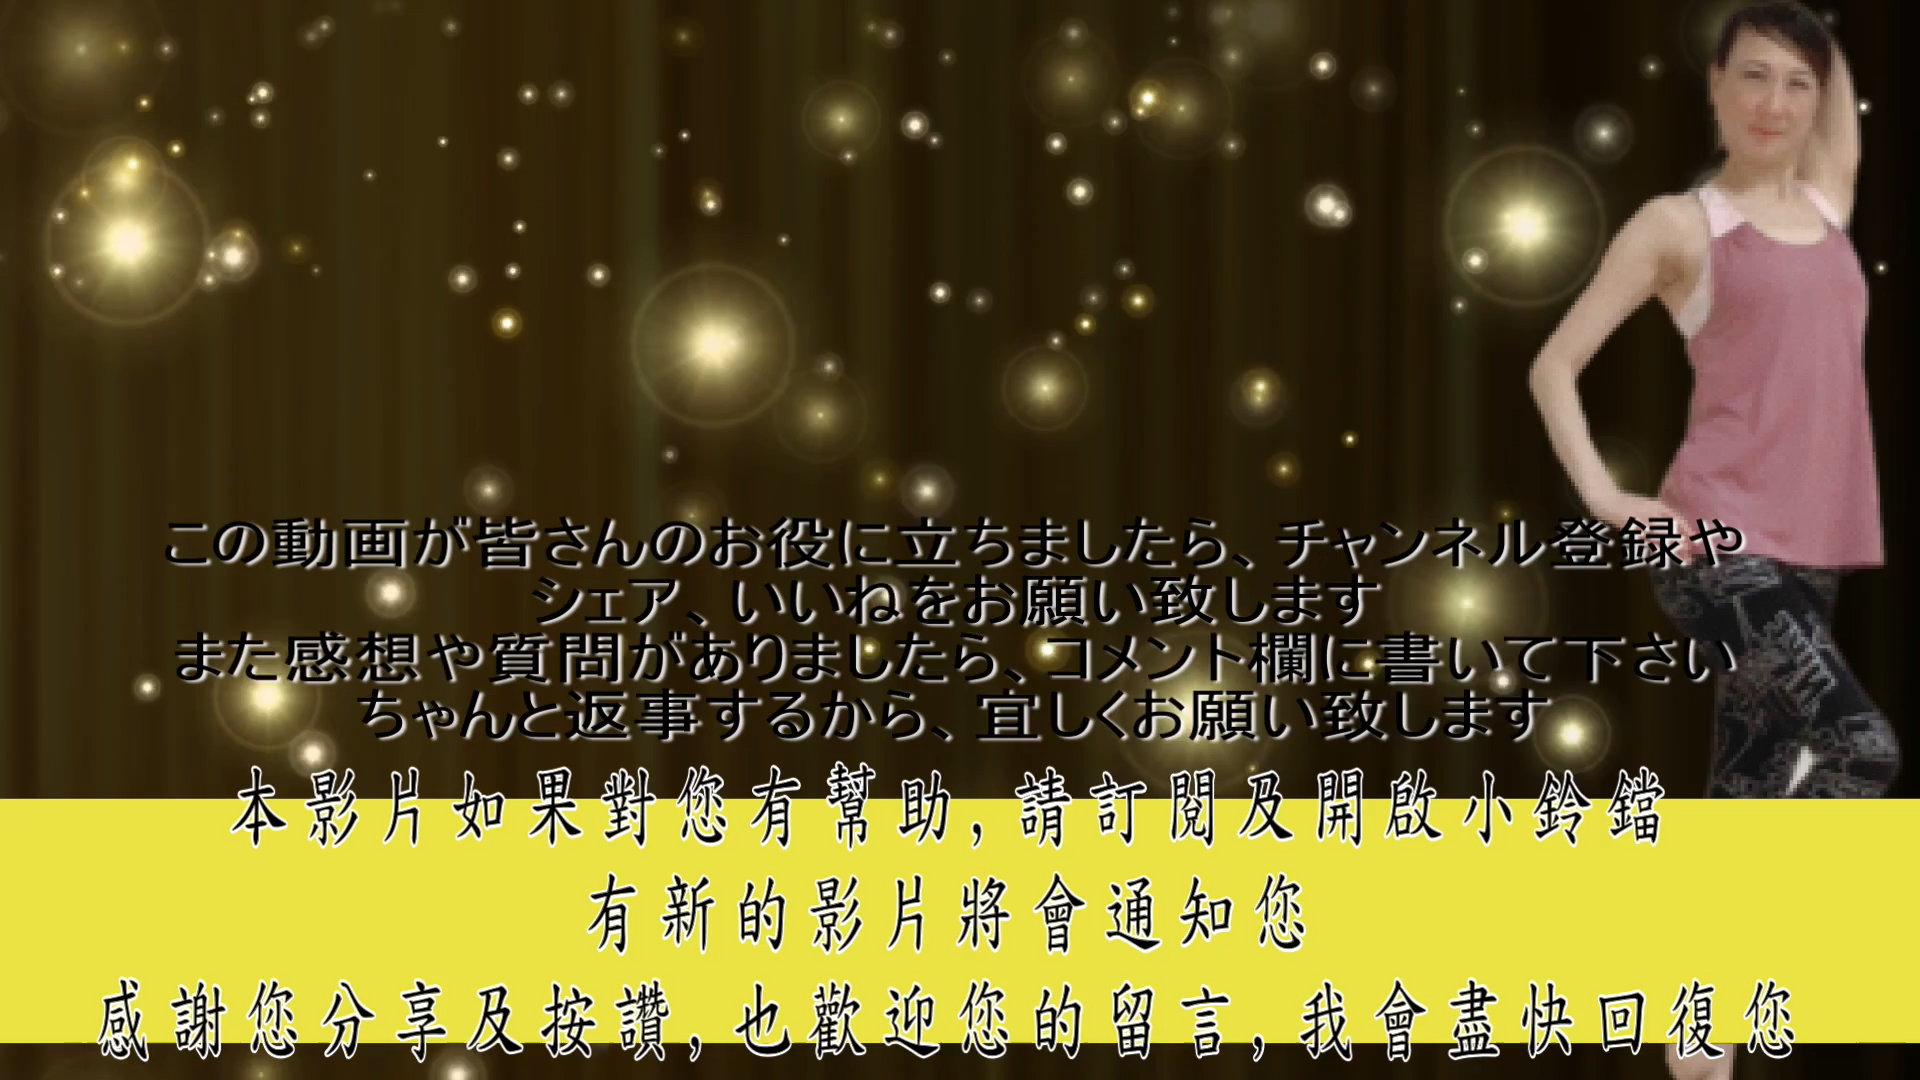 この動画が皆さんのお役に立ちましたら、チャンネル登録や
シェア、いいねをお願い致します
また感想や質問がありましたら、コメント欄に書いて下さい
ちゃんと返事するから、宜しくお願い致します
本影片如果對您有幫助,請訂閱及開啟小鈴鐺
有新的影片將會通知您
感謝您分享及按讚,也歡迎您的留言,我會盡快回復您